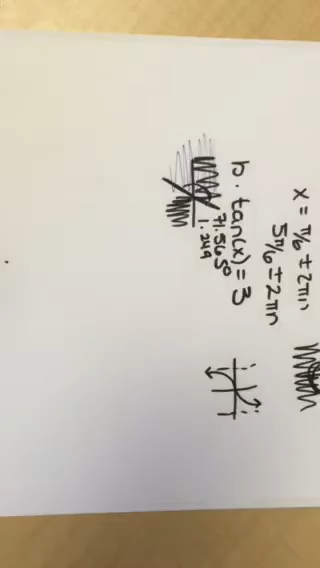 x = π/6 ± 2πn
5π/6 ± 2πn
h. tan(x) = 3
71.565°
1.249